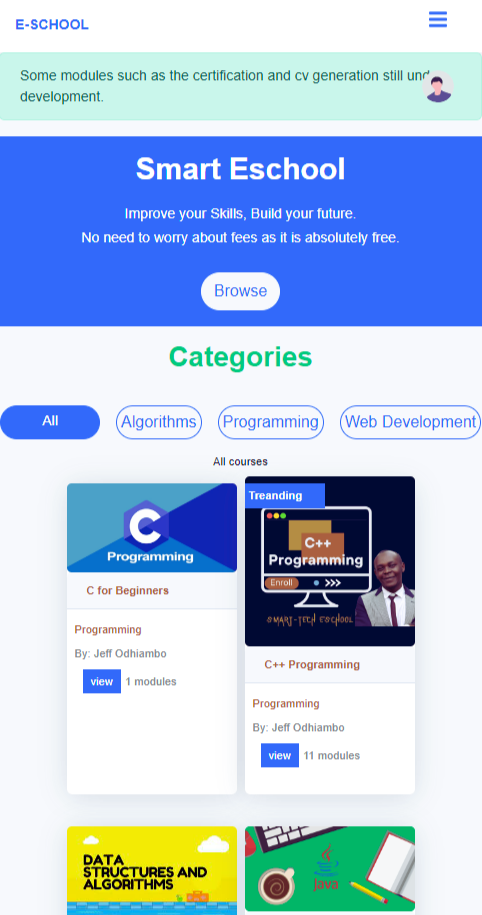 E-SCHOOL
Some modules such as the certification and cv generation still und
development.
Smart Eschool
Improve your Skills, Build your future.
No need to worry about fees as it is absolutely free.
Browse
Categories
All
Algorithms
Programming
Web Development
All courses
C
Programming
C for Beginners
Programming
By: Jeff Odhiambo
view 1 modules
Treanding
C++
Programming
Enroll
SMART-TECH ESCHOOL
C++ Programming
Programming
By: Jeff Odhiambo
view 11 modules
DATA
STRUCTURES AND
ALGORITHMS
Java